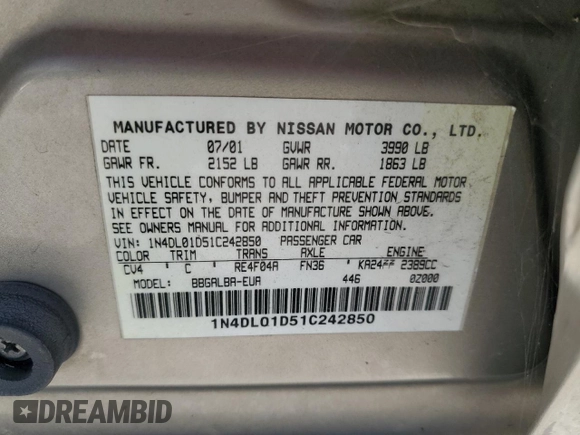 MANUFACTURED BY NISSAN MOTOR CO., LTD.
DATE 07/01 GVWR 3990 LB
GAWR FR. 2152 LB GAWR RR. 1863 LB
THIS VEHICLE CONFORMS TO ALL APPLICABLE FEDERAL MOTOR
VEHICLE SAFETY, BUMPER AND THEFT PREVENTION STANDARDS
IN EFFECT ON THE DATE OF MANUFACTURE SHOWN ABOVE.
SEE OWNERS MANUAL FOR ADDITIONAL INFORMATION.
VIN: 1N4DL01D51C242850 PASSENGER CAR
COLOR TRIM TRANS AXLE ENGINE
CV4 C RE4F04A FN36 KA24## 2389CC
MODEL: BBGALBA-EUA 446 0Z000
1N4DL01D51C242850
DREAMBID